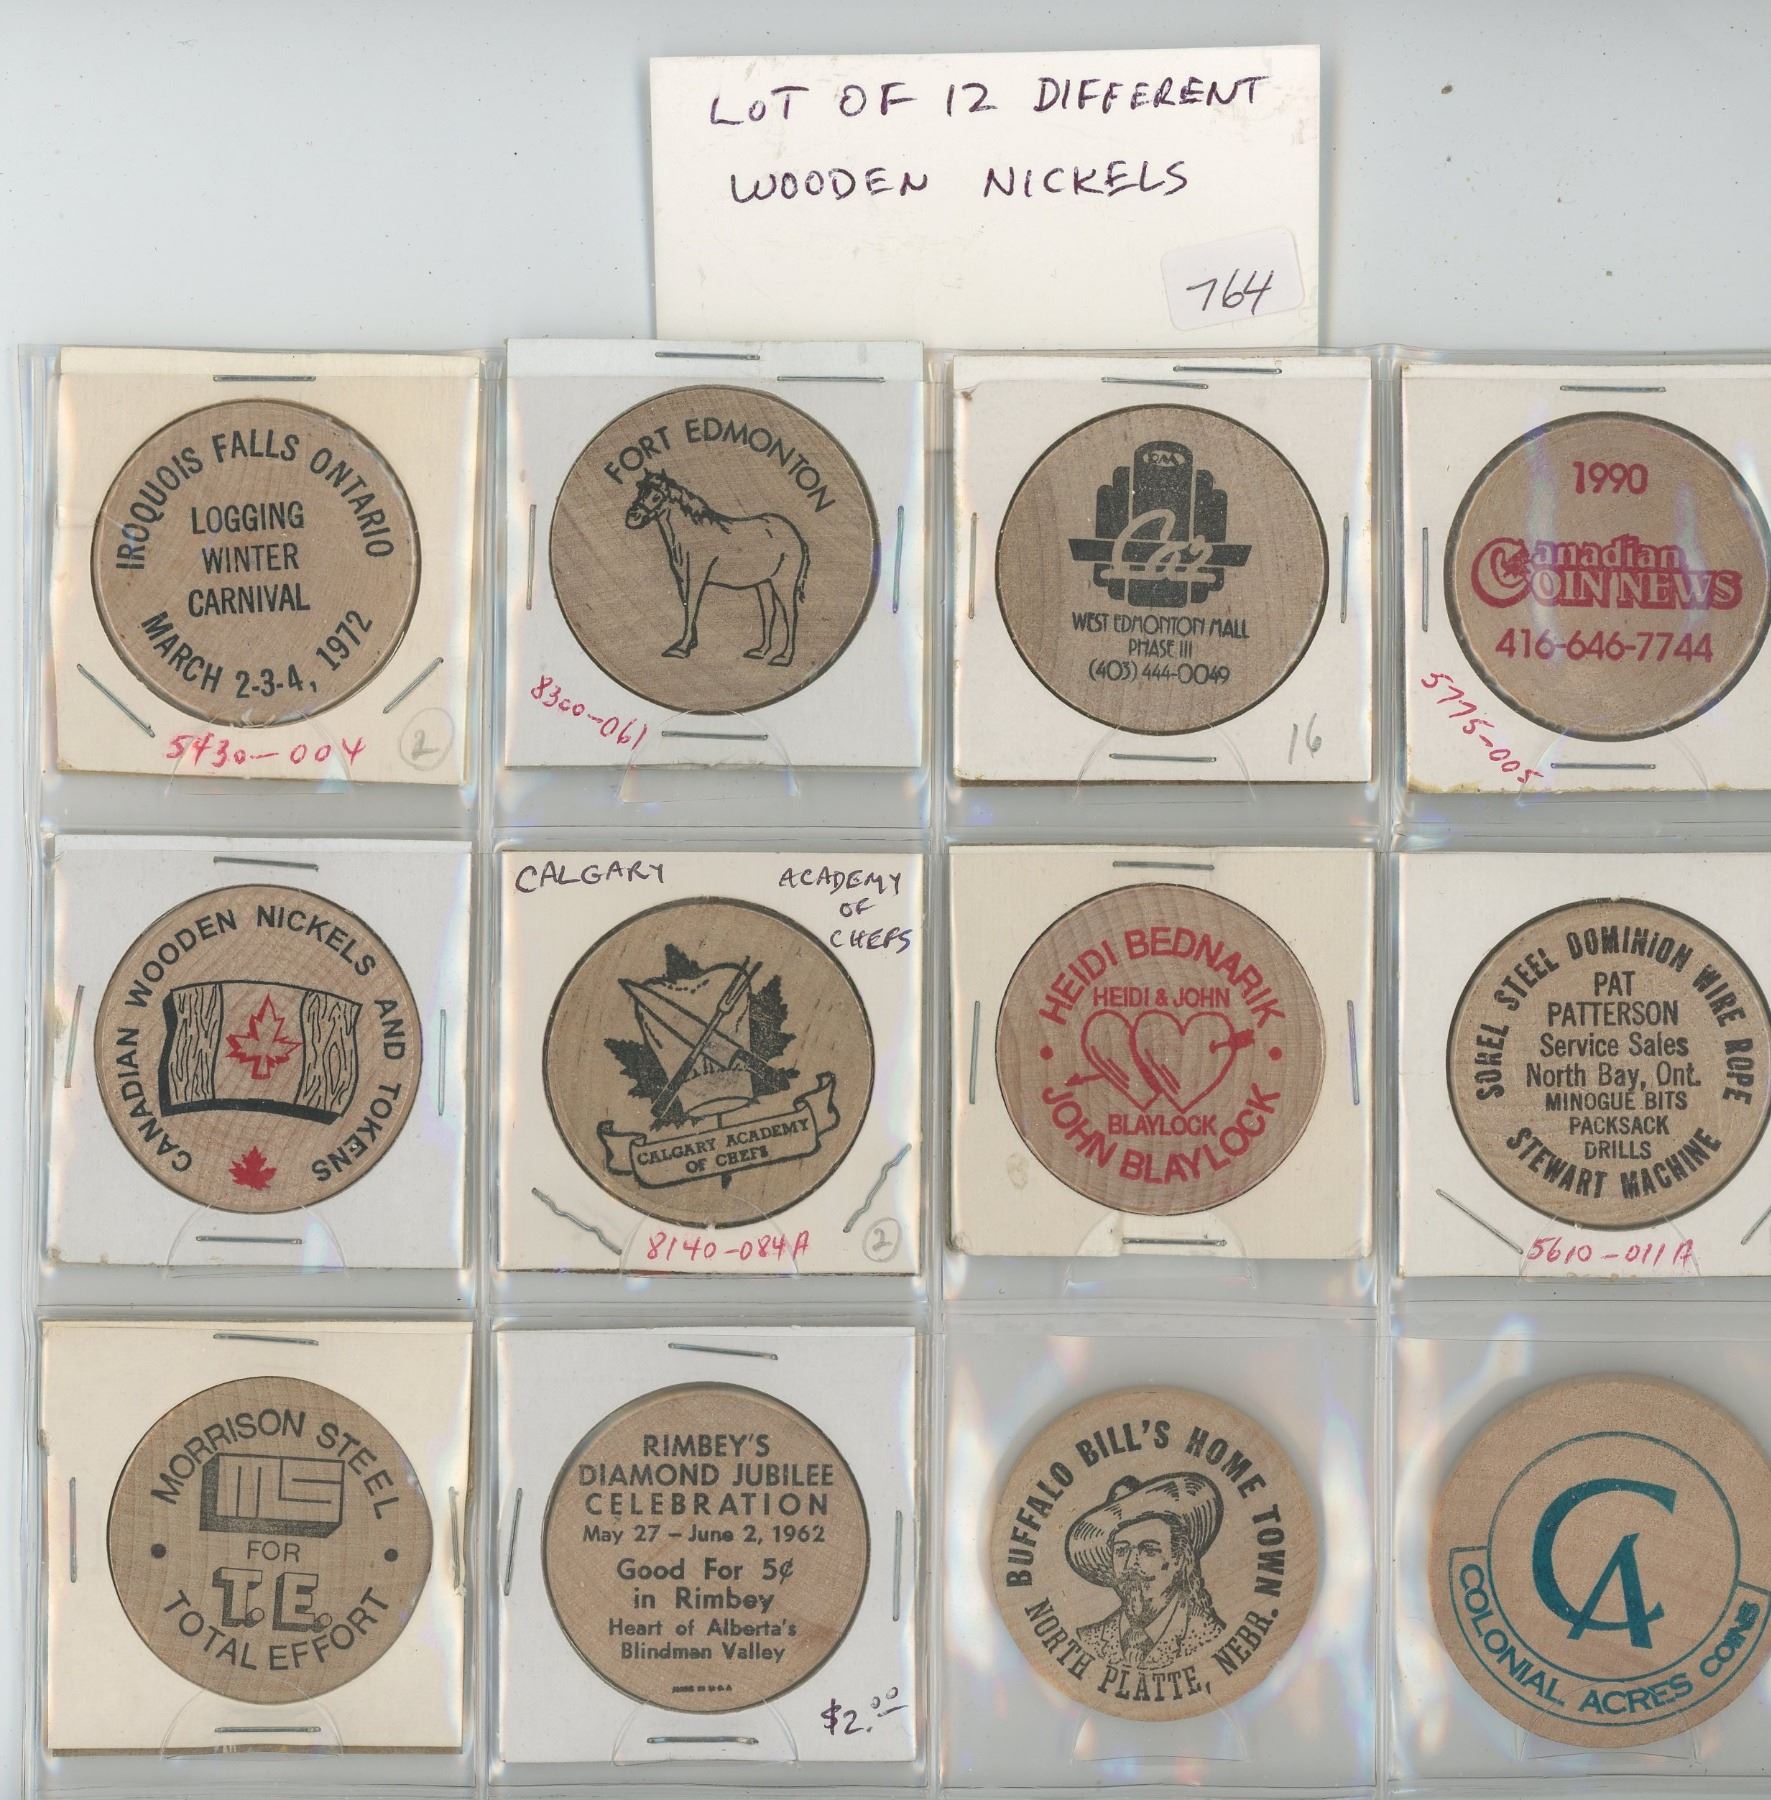 LOT OF 12 DIFFERENT
WOODEN NICKELS
764
IROQUOIS FALLS ONTARIO
LOGGING
WINTER
CARNIVAL
MARCH 2-3-4, 1972
5430-004
2
FORT EDMONTON
8300-061
Car
WEST EDMONTON MALL
PHASE III
(403) 444-0049
16
1990
Canadian
COIN NEWS
416-646-7744
5775-005
CANADIAN WOODEN NICKELS AND TOKENS
CALGARY ACADEMY
OF
CHEFS
CALGARY ACADEMY
OF CHEFS
8140-084A
2
HEIDI BEDNARIK
HEIDI & JOHN
BLAYLOCK
JOHN BLAYLOCK
SOREL STEEL DOMINION WIRE ROPE
PAT
PATTERSON
Service Sales
North Bay, Ont.
MINOGUE BITS
PACKSACK
DRILLS
STEWART MACHINE
5610-011A
MORRISON STEEL
MS
FOR
T.E.
TOTAL EFFORT
RIMBEY'S
DIAMOND JUBILEE
CELEBRATION
May 27 – June 2, 1962
Good For 5¢
in Rimbey
Heart of Alberta's
Blindman Valley
$2.00
BUFFALO BILL'S HOME TOWN
NORTH PLATTE, NEBR.
CA
COLONIAL ACRES COINS